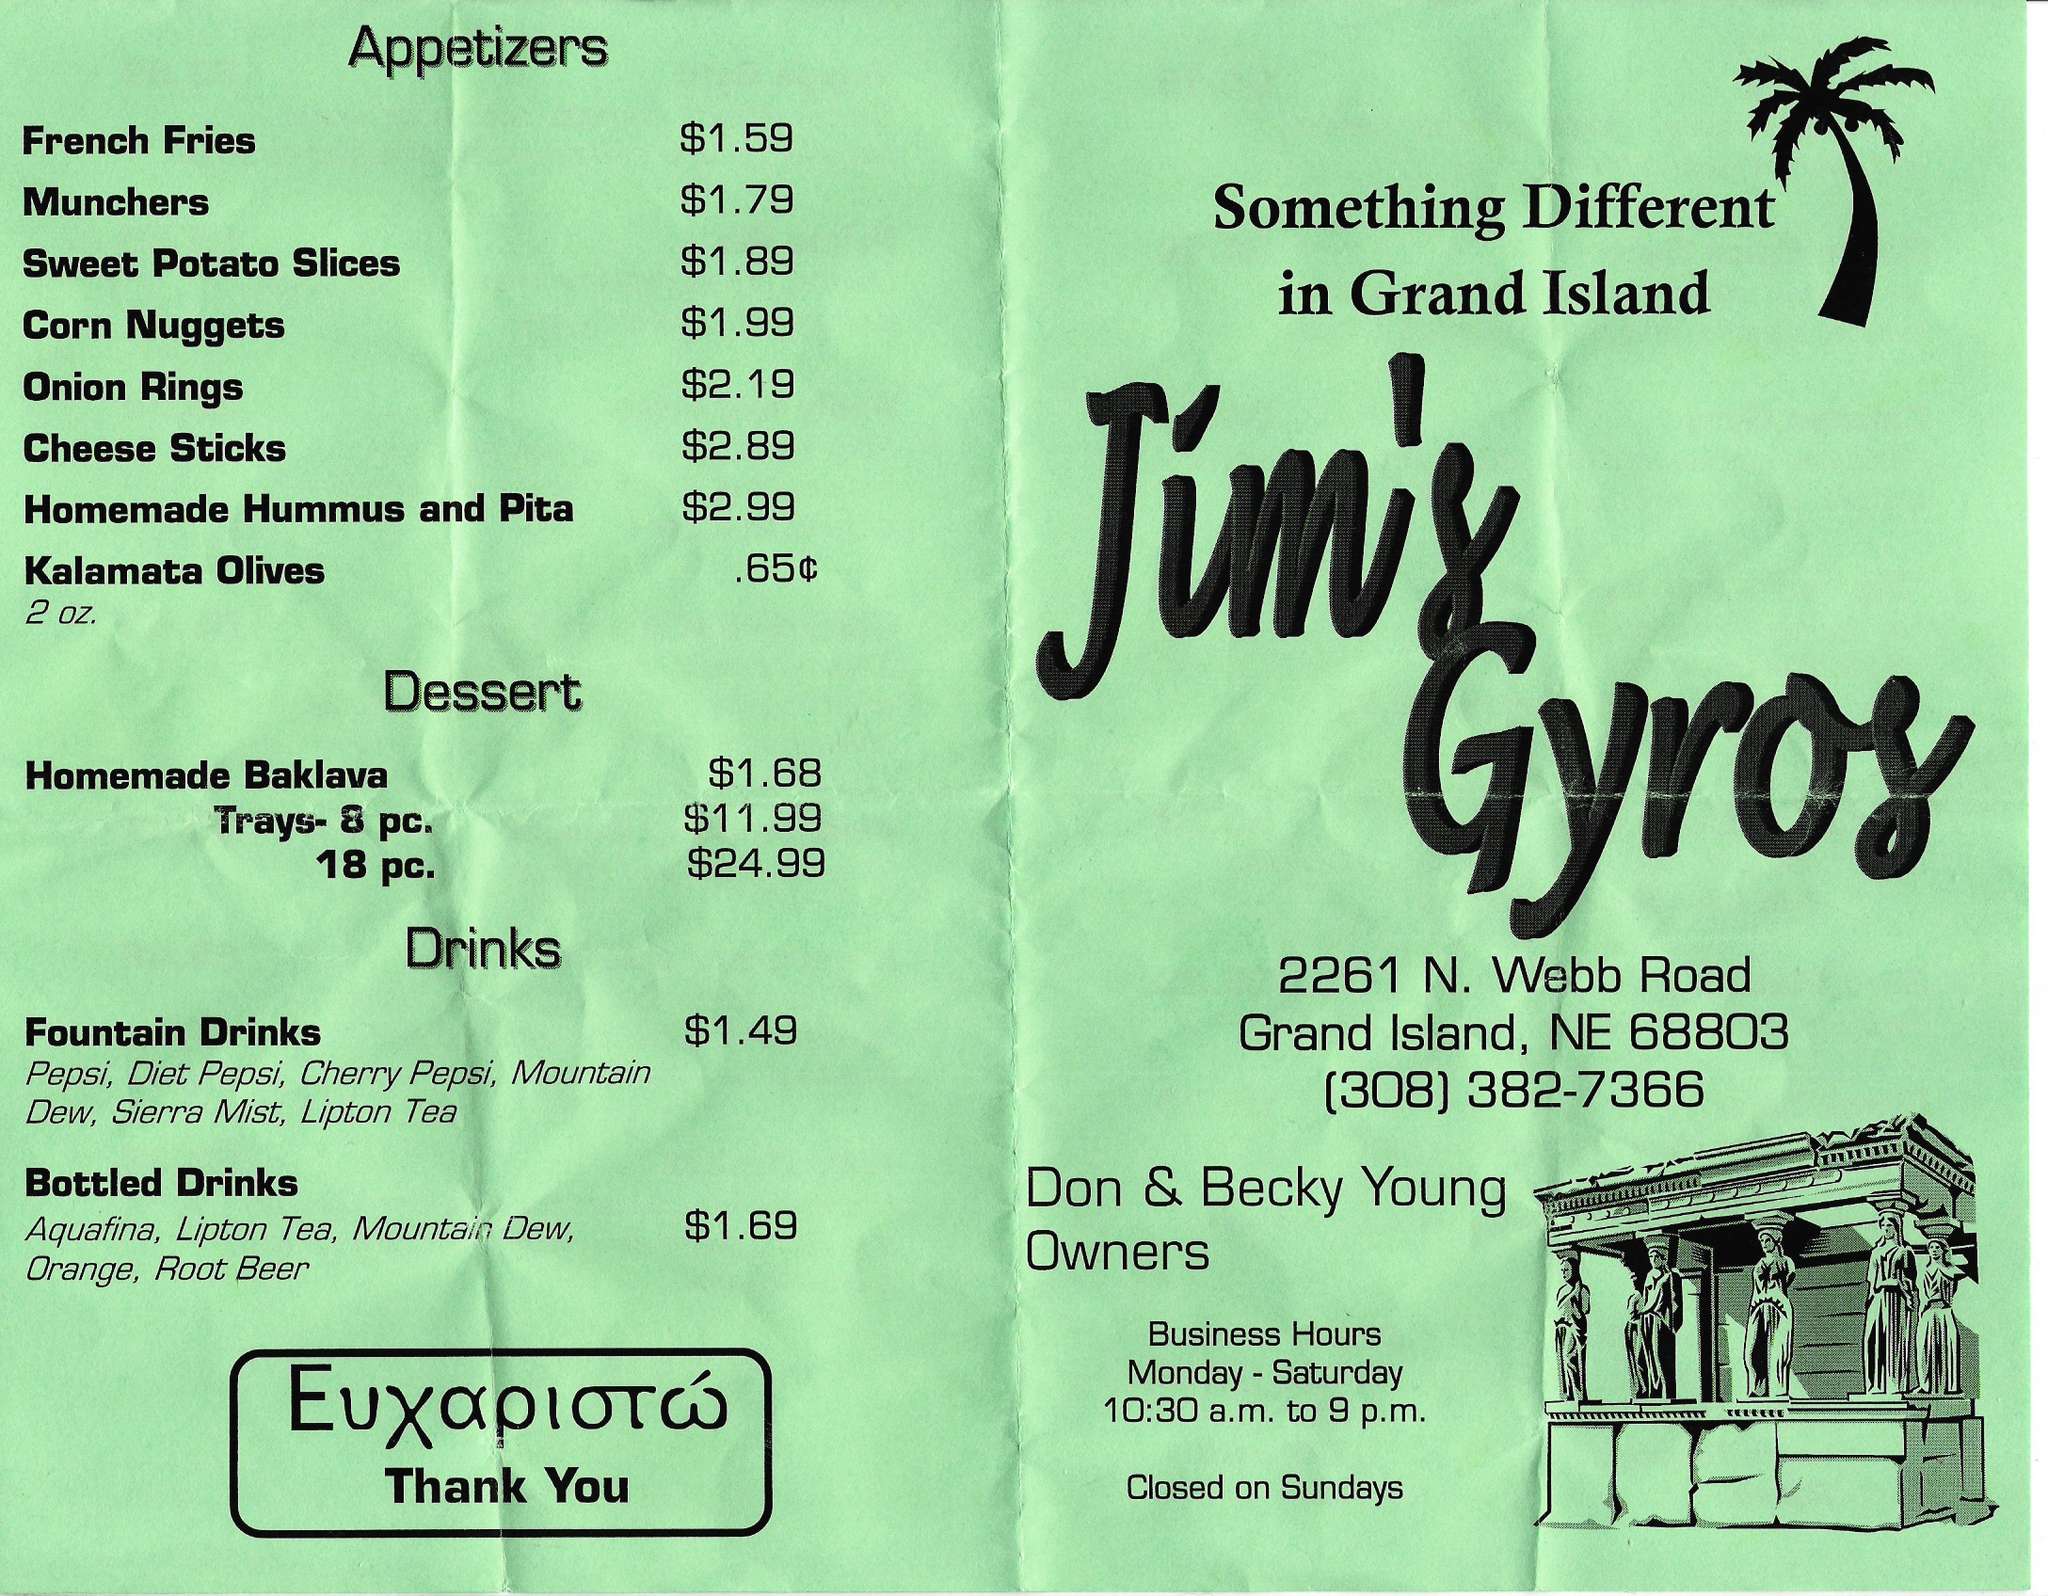 Appetizers
French Fries $1.59
Munchers $1.79
Sweet Potato Slices $1.89
Corn Nuggets $1.99
Onion Rings $2.19
Cheese Sticks $2.89
Homemade Hummus and Pita $2.99
Kalamata Olives .65¢
2 oz.
Dessert
Homemade Baklava $1.68
Trays- 8 pc. $11.99
18 pc. $24.99
Drinks
Fountain Drinks $1.49
Pepsi, Diet Pepsi, Cherry Pepsi, Mountain
Dew, Sierra Mist, Lipton Tea
Bottled Drinks
Aquafina, Lipton Tea, Mountain Dew, $1.69
Orange, Root Beer
Ευχαριστώ
Thank You
Something Different
in Grand Island
Jim's
Gyros
2261 N. Webb Road
Grand Island, NE 68803
(308) 382-7366
Don & Becky Young
Owners
Business Hours
Monday - Saturday
10:30 a.m. to 9 p.m.
Closed on Sundays